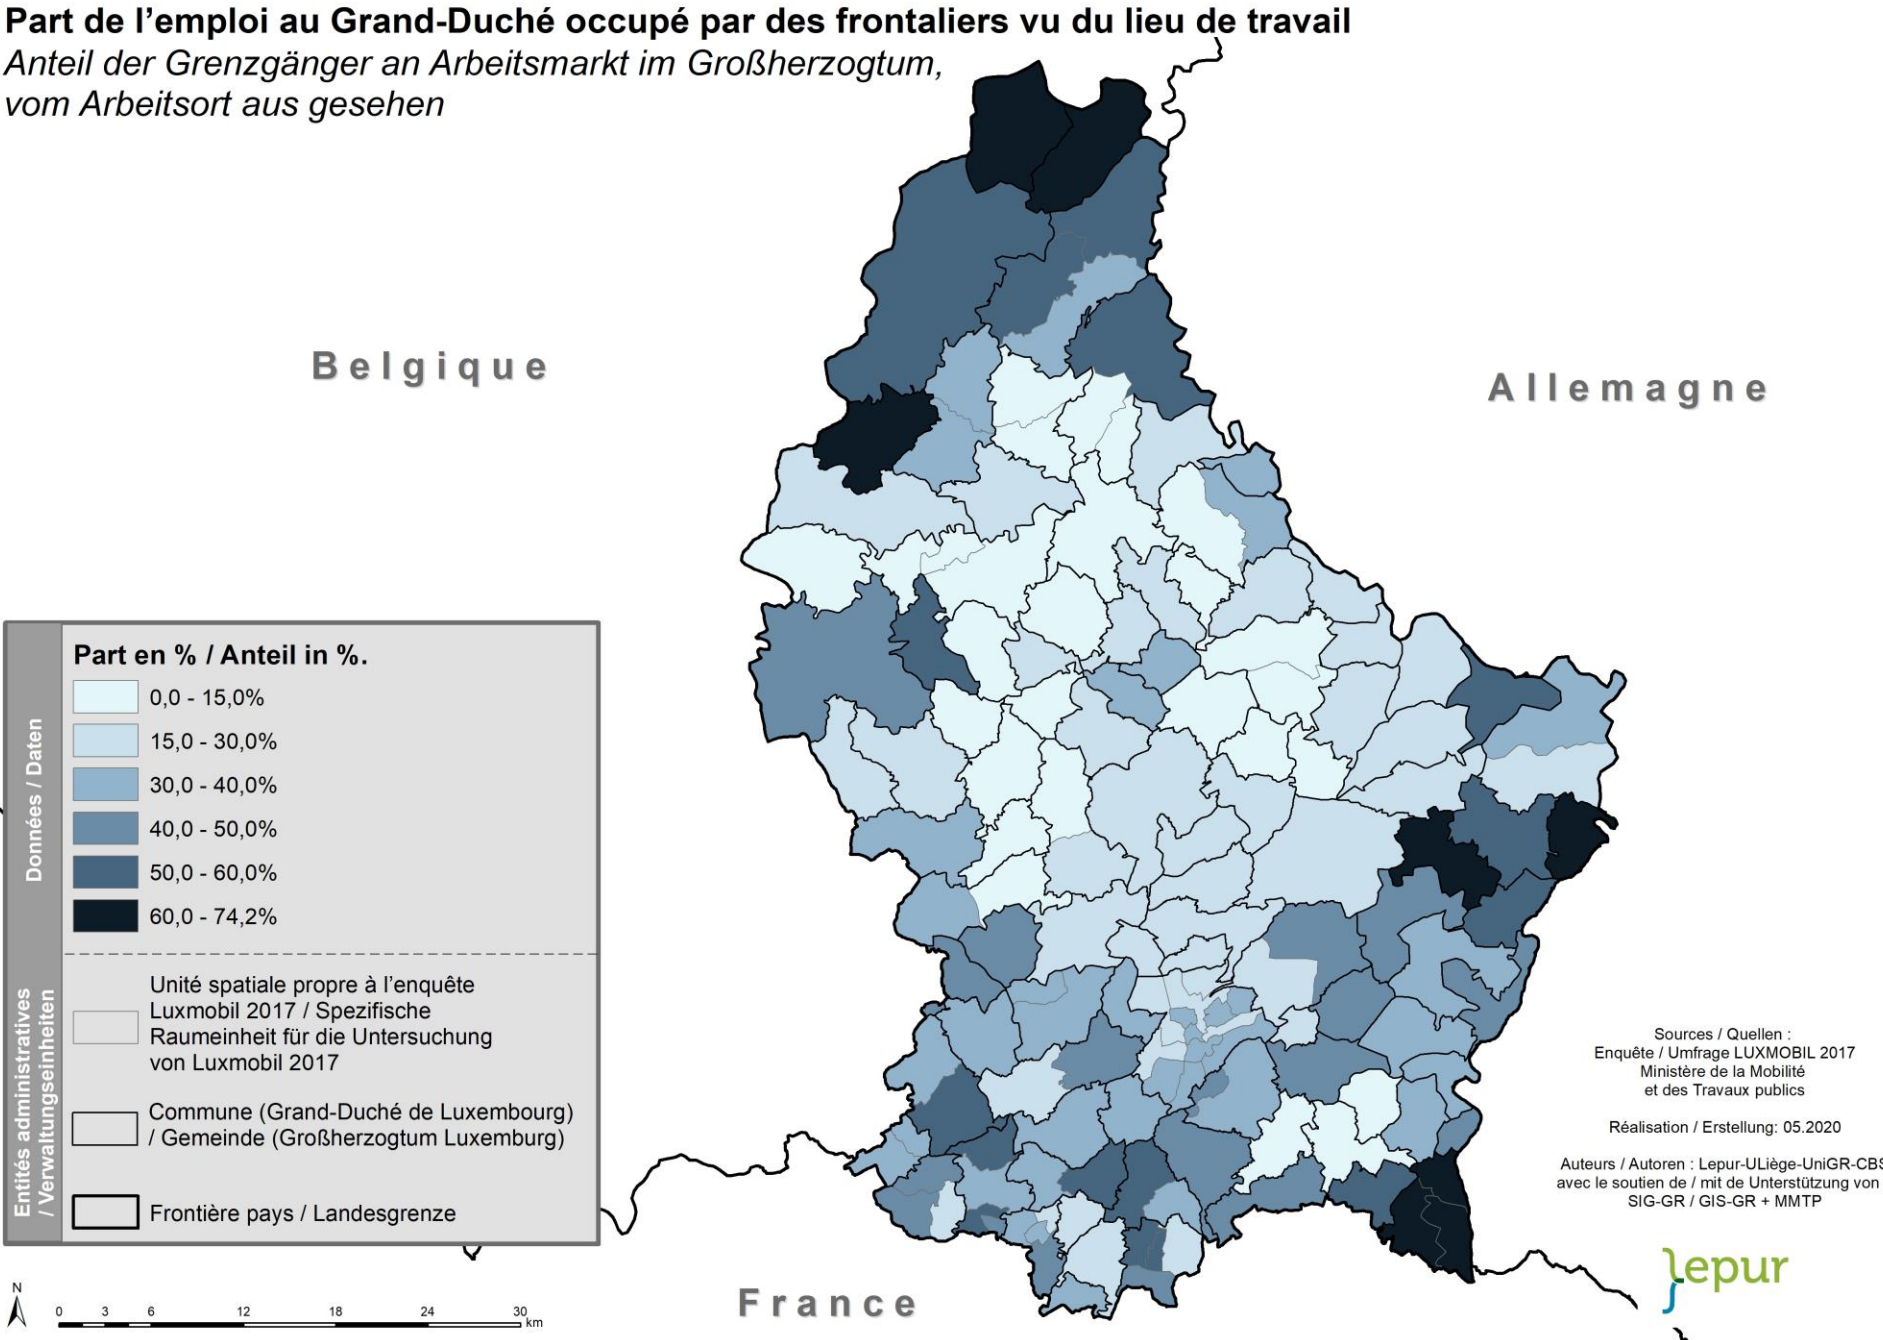 Part de l’emploi au Grand-Duché occupé par des frontaliers vu du lieu de travail
Anteil der Grenzgänger an Arbeitsmarkt im Großherzogtum,
vom Arbeitsort aus gesehen
Belgique
Allemagne
France
Données / Daten
Part en % / Anteil in %.
0,0 - 15,0%
15,0 - 30,0%
30,0 - 40,0%
40,0 - 50,0%
50,0 - 60,0%
60,0 - 74,2%
Entités administratives
/ Verwaltungseinheiten
Unité spatiale propre à l’enquête
Luxmobil 2017 / Spezifische
Raumeinheit für die Untersuchung
von Luxmobil 2017
Commune (Grand-Duché de Luxembourg)
/ Gemeinde (Großherzogtum Luxemburg)
Frontière pays / Landesgrenze
N
0 3 6 12 18 24 30
km
Sources / Quellen :
Enquête / Umfrage LUXMOBIL 2017
Ministère de la Mobilité
et des Travaux publics
Réalisation / Erstellung: 05.2020
Auteurs / Autoren : Lepur-ULiège-UniGR-CBS
avec le soutien de / mit de Unterstützung von
SIG-GR / GIS-GR + MMTP
lepur